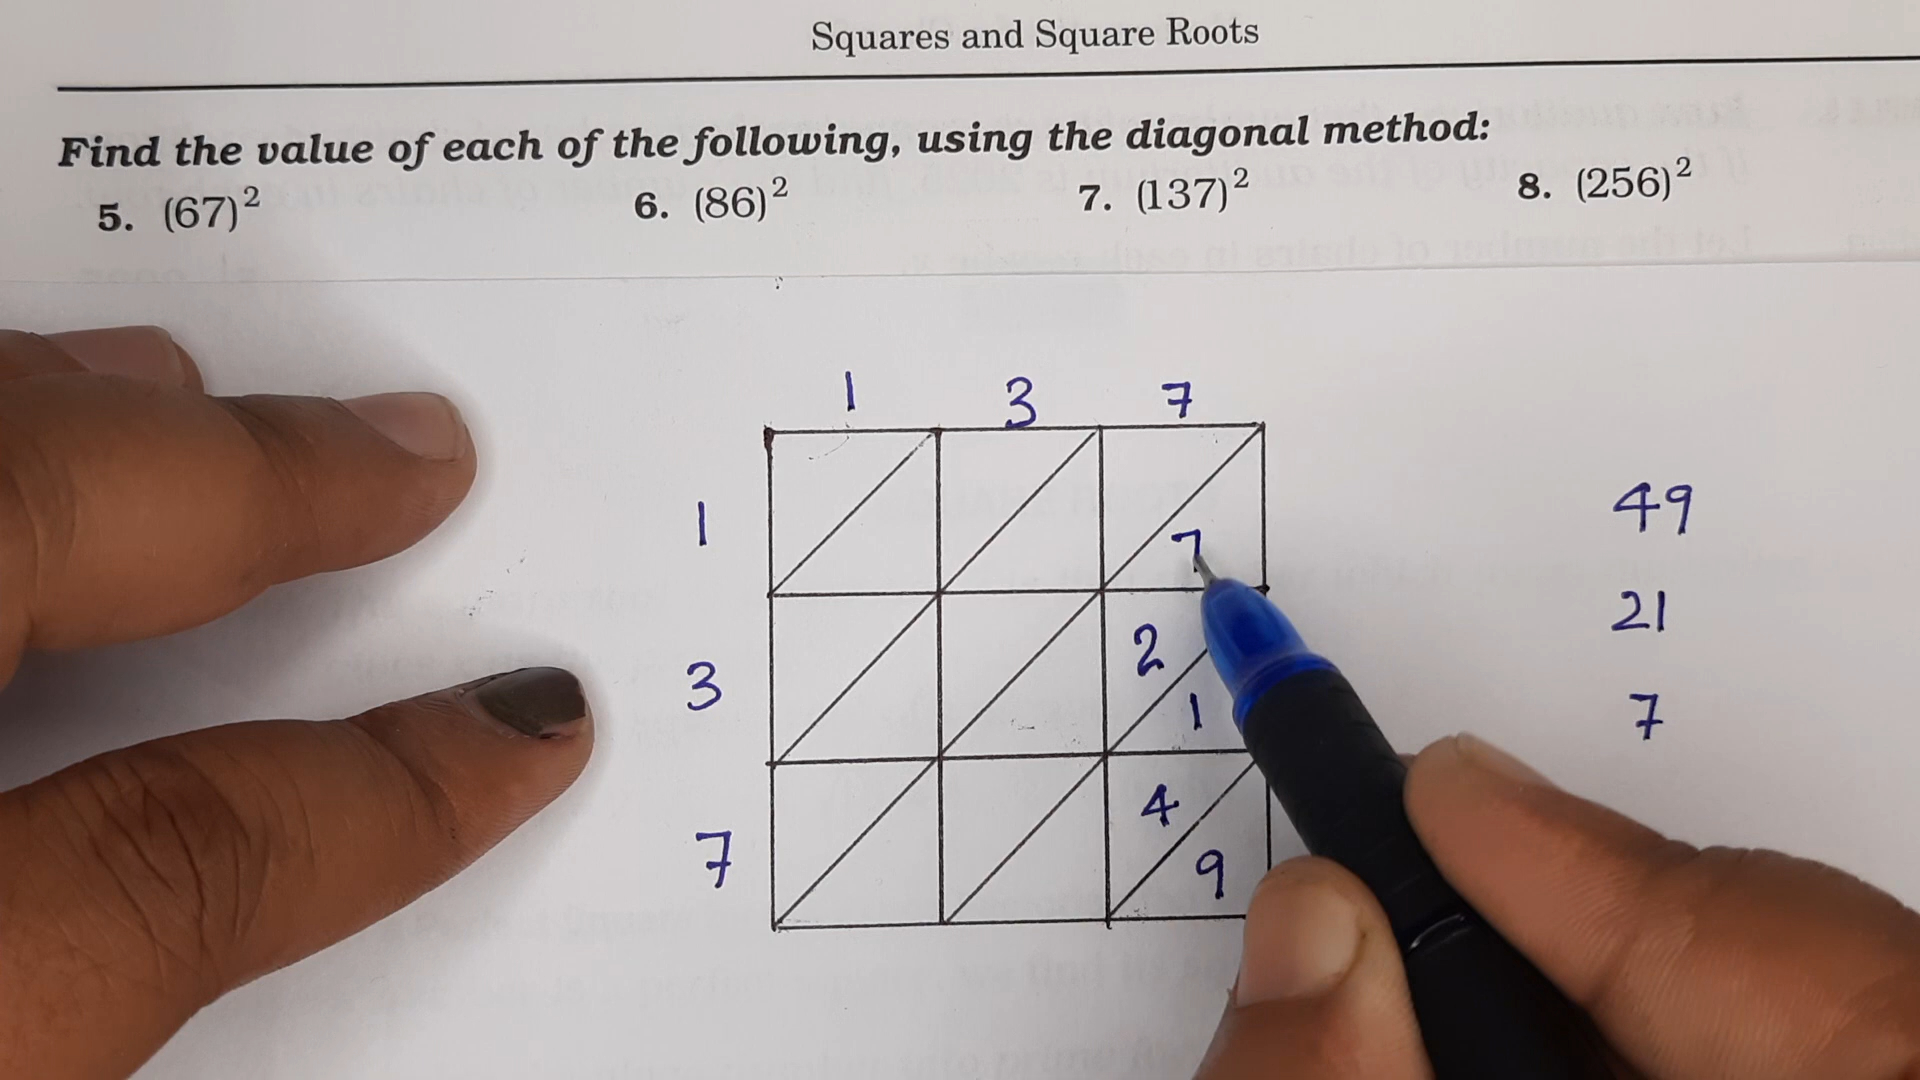 Squares and Square Roots
Find the value of each of the following, using the diagonal method:
5. (67)² 6. (86)² 7. (137)² 8. (256)²
1 3 7
1 7 49
3 2 1 21
7 4 9 7